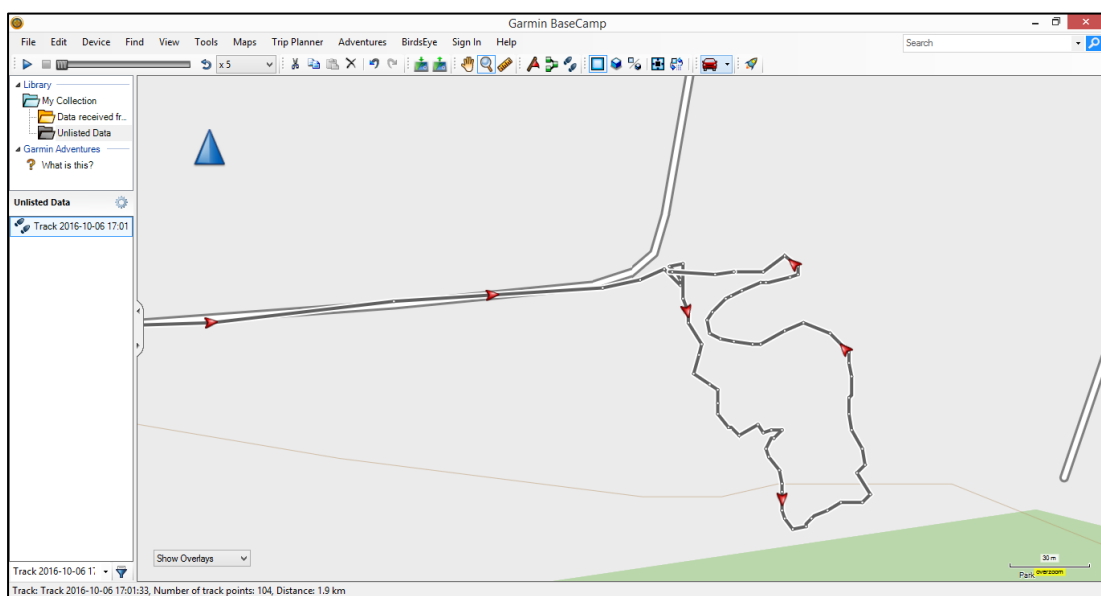 Garmin BaseCamp
File Edit Device Find View Tools Maps Trip Planner Adventures BirdsEye Sign In Help
Search
x 5
Library
My Collection
Data received fr...
Unlisted Data
Garmin Adventures
? What is this?
Unlisted Data
Track 2016-10-06 17:01
Show Overlays
30 m
overzoom
Park
Track 2016-10-06 17:
Track: Track 2016-10-06 17:01:33, Number of track points: 104, Distance: 1.9 km